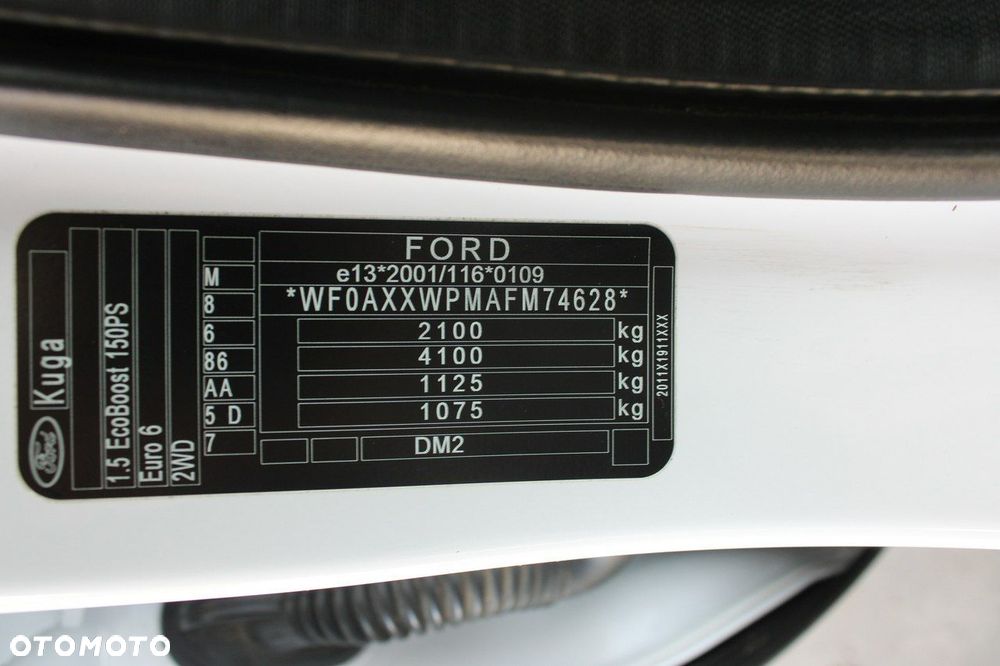 FORD
e13*2001/116*0109
*WF0AXXWPMAFM74628*
2100 kg
4100 kg
1125 kg
1075 kg
DM2
M
8
6
86
AA
5 D
7
Ford Kuga
1.5 EcoBoost 150PS
Euro 6
2WD
2011X1911XXX
OTOMOTO